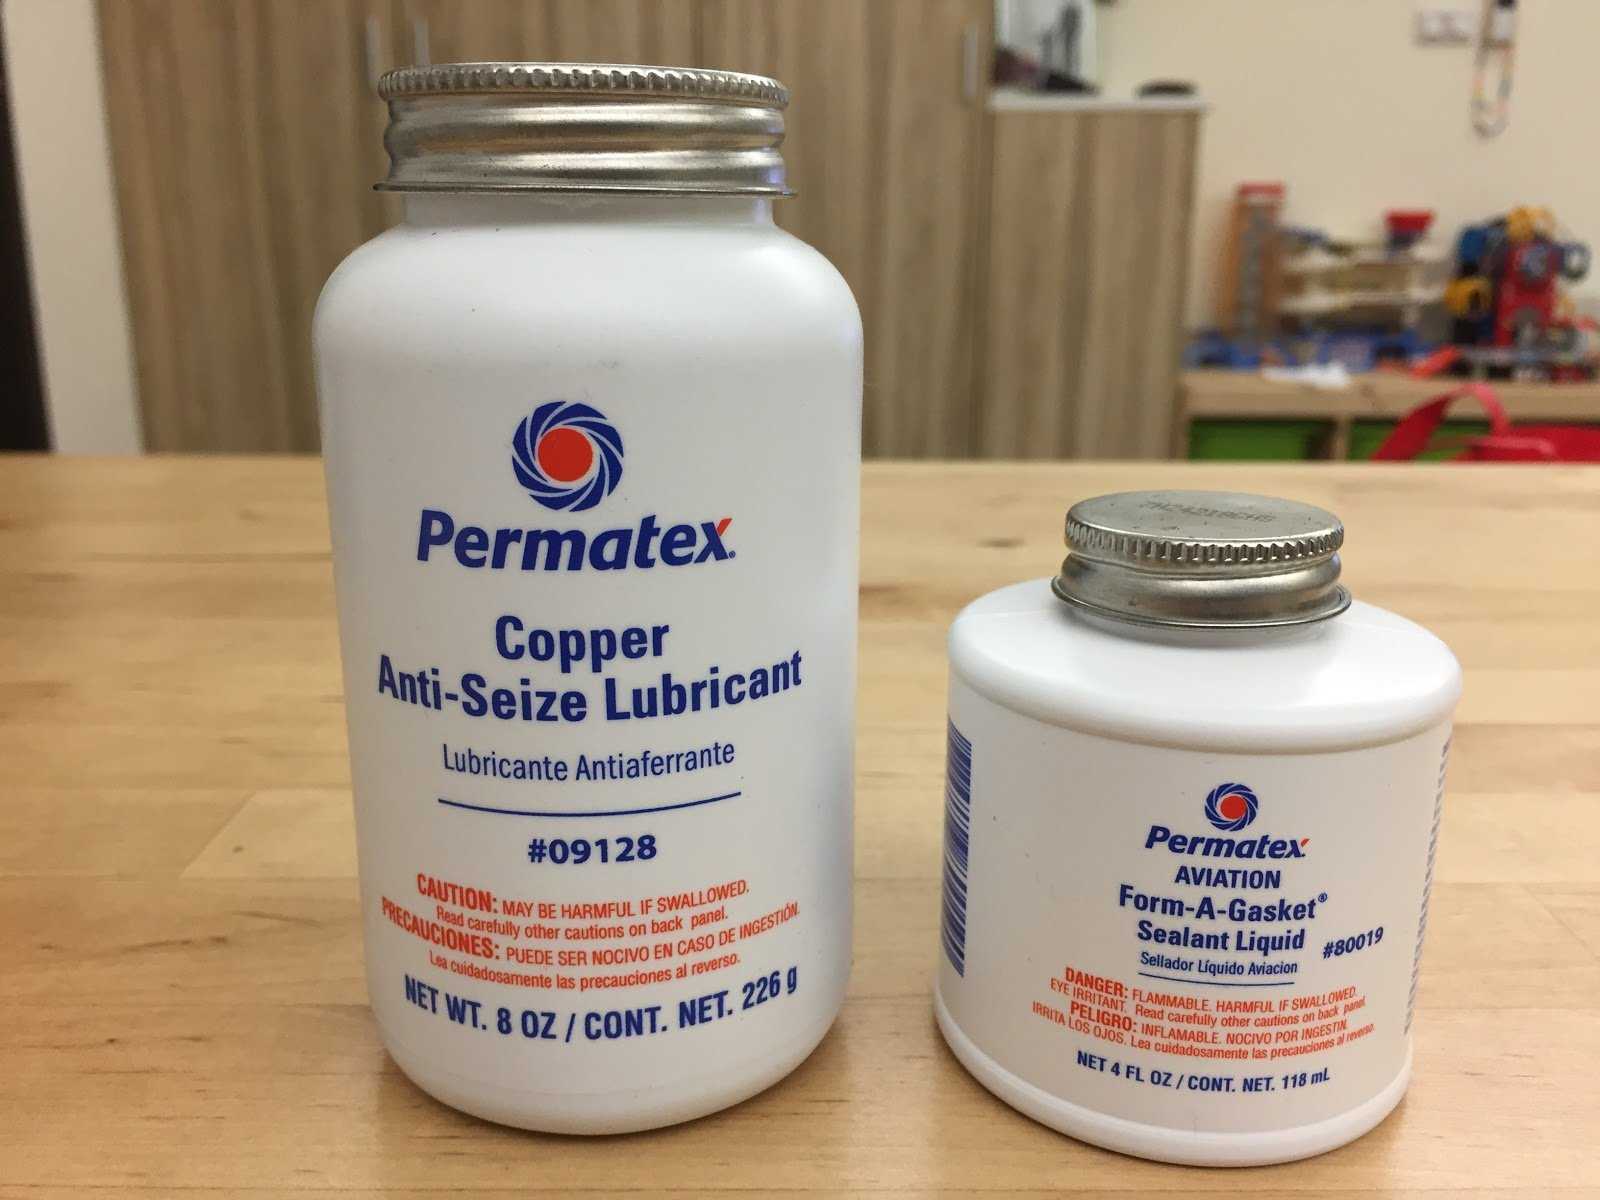 Permatex
Copper
Anti-Seize Lubricant
Lubricante Antiaferrante
#09128
CAUTION: MAY BE HARMFUL IF SWALLOWED.
Read carefully other cautions on back panel.
PRECAUCIONES: PUEDE SER NOCIVO EN CASO DE INGESTIÓN.
Lea cuidadosamente las precauciones al reverso.
NET WT. 8 OZ / CONT. NET. 226 g
Permatex
AVIATION
Form-A-Gasket®
Sealant Liquid #80019
Sellador Líquido Aviacion
DANGER: FLAMMABLE. HARMFUL IF SWALLOWED.
EYE IRRITANT. Read carefully other cautions on back panel.
PELIGRO: INFLAMABLE. NOCIVO POR INGESTIN.
IRRITA LOS OJOS. Lea cuidadosamente las precauciones al reverso.
NET 4 FL OZ / CONT. NET. 118 mL